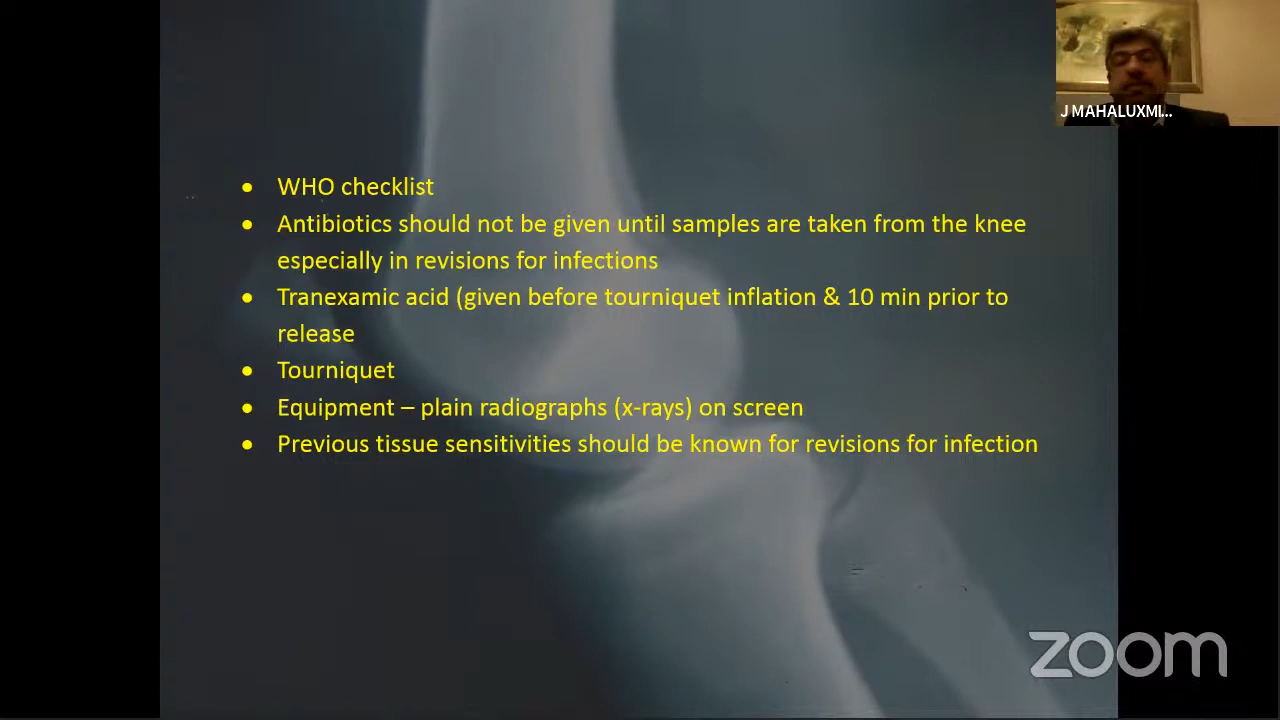 J MAHALUXMI...
• WHO checklist
• Antibiotics should not be given until samples are taken from the knee
especially in revisions for infections
• Tranexamic acid (given before tourniquet inflation & 10 min prior to
release
• Tourniquet
• Equipment – plain radiographs (x-rays) on screen
• Previous tissue sensitivities should be known for revisions for infection
zoom